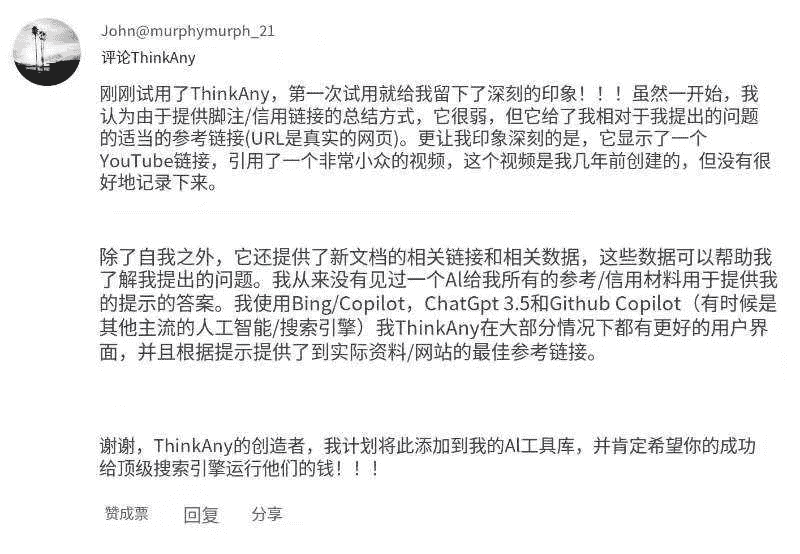 John@murphymurph_21
评论ThinkAny
刚刚试用了ThinkAny，第一次试用就给我留下了深刻的印象！！！虽然一开始，我
认为由于提供脚注/信用链接的总结方式，它很弱，但它给了我相对于我提出的问题
的适当的参考链接(URL是真实的网页)。更让我印象深刻的是，它显示了一个
YouTube链接，引用了一个非常小众的视频，这个视频是我几年前创建的，但没有很
好地记录下来。
除了自我之外，它还提供了新文档的相关链接和相关数据，这些数据可以帮助我
了解我提出的问题。我从来没有见过一个AI给我所有的参考/信用材料用于提供我
的提示的答案。我使用Bing/Copilot，ChatGpt 3.5和Github Copilot（有时候是
其他主流的人工智能/搜索引擎）我ThinkAny在大部分情况下都有更好的用户界
面，并且根据提示提供了到实际资料/网站的最佳参考链接。
谢谢，ThinkAny的创造者，我计划将此添加到我的AI工具库，并肯定希望你的成功
给顶级搜索引擎运行他们的钱！！！
赞成票 回复 分享